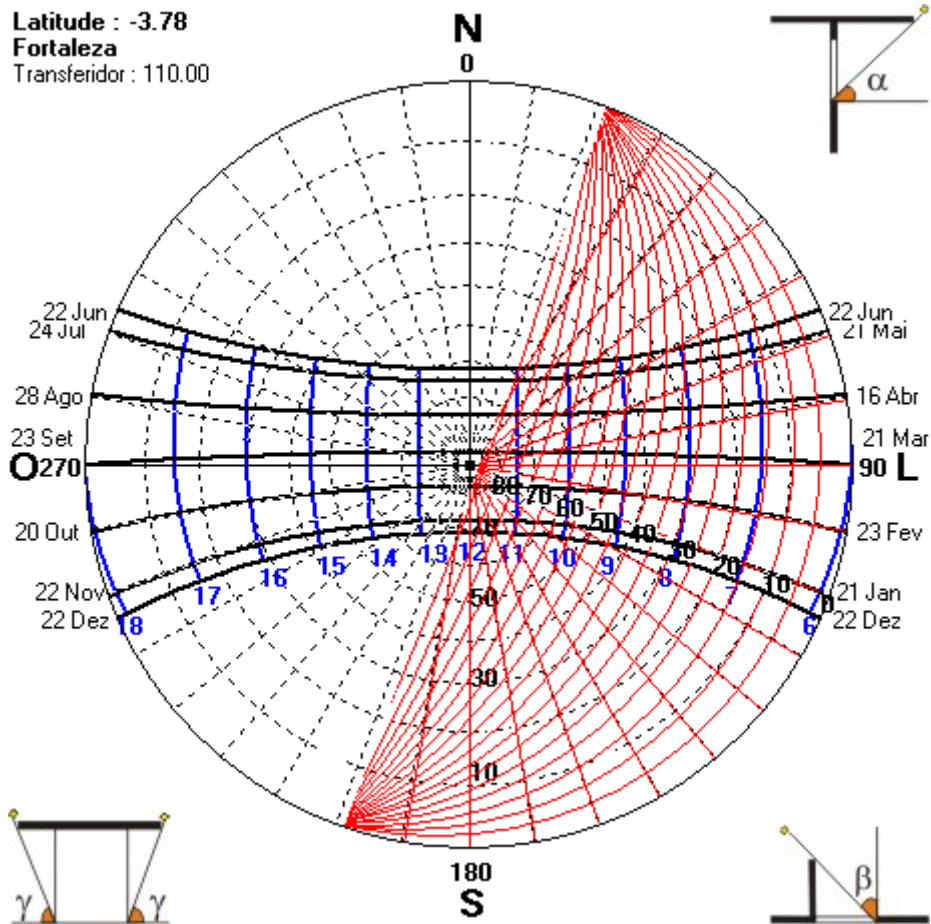 Latitude : -3.78
Fortaleza
Transferidor : 110.00
N
0
α
22 Jun
24 Jul
28 Ago
23 Set
O 270
20 Out
22 Nov
22 Dez
22 Jun
21 Mai
16 Abr
21 Mar
90 L
23 Fev
21 Jan
22 Dez
80
70
60
50
40
30
20
10
0
18
17
16
15
14
13
12
11
10
9
8
7
6
50
30
10
180
S
γ
γ
β